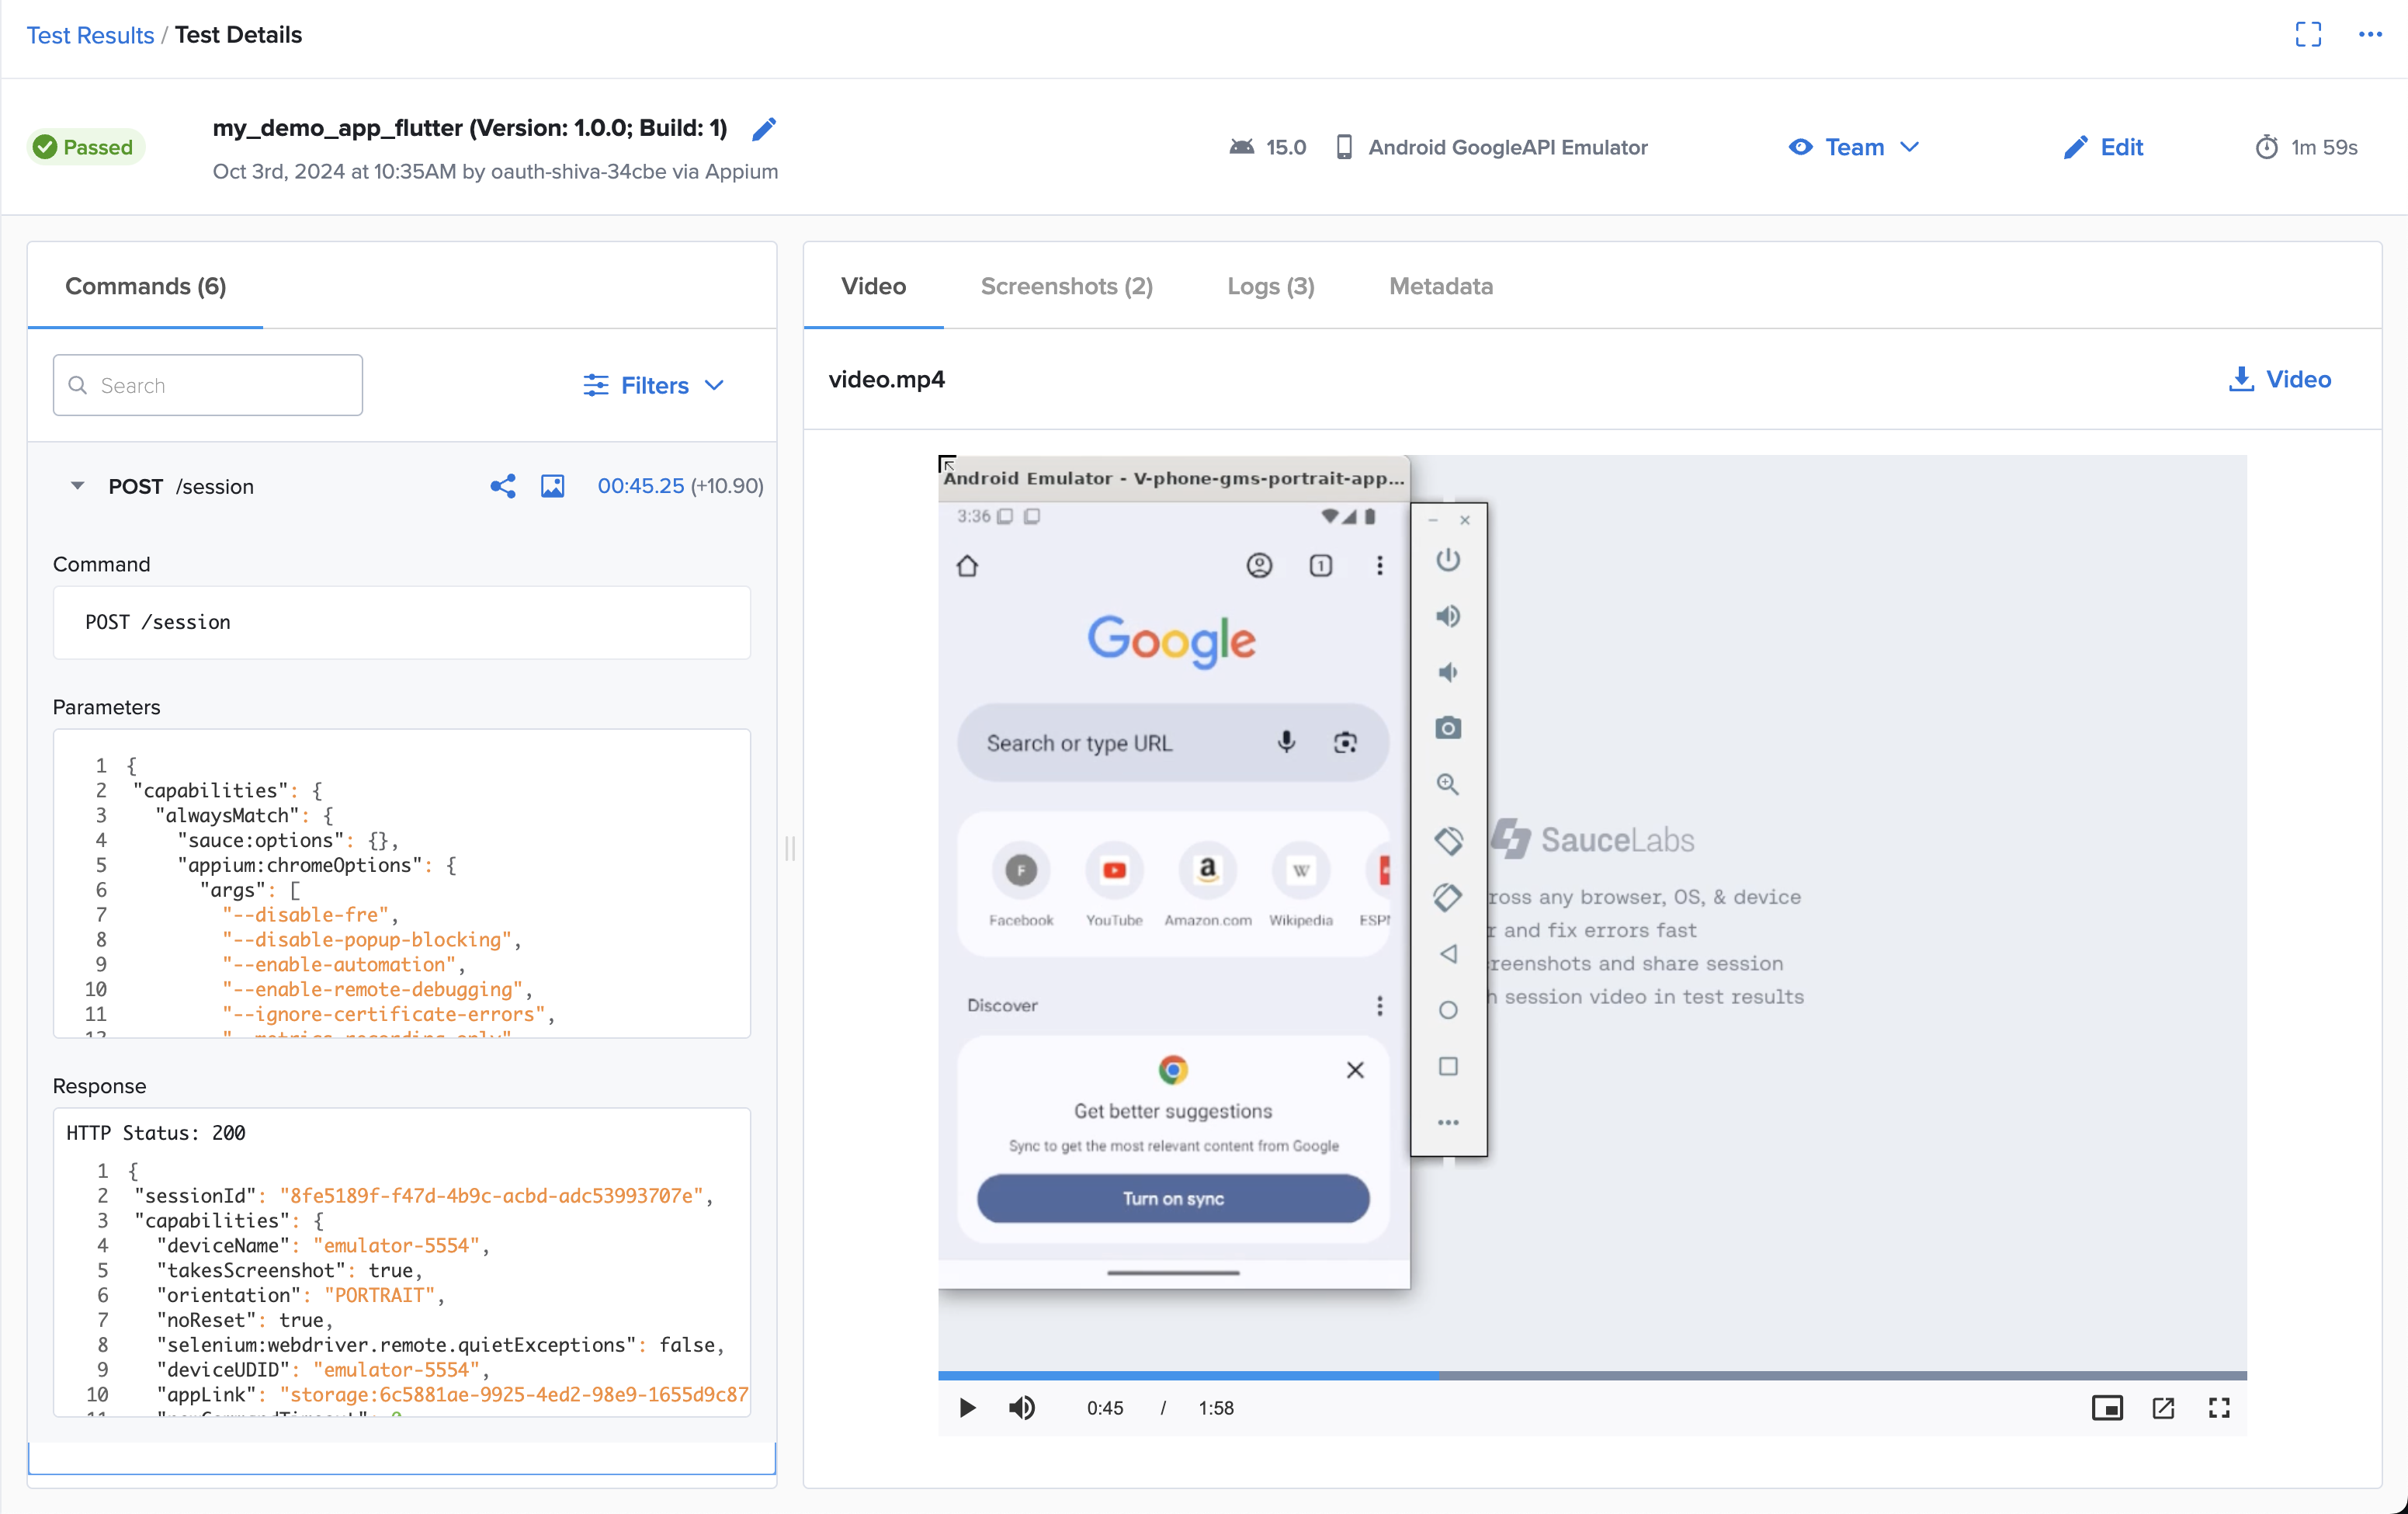 Test Results / Test Details
Passed
my_demo_app_flutter (Version: 1.0.0; Build: 1)
Oct 3rd, 2024 at 10:35AM by oauth-shiva-34cbe via Appium
15.0
Android GoogleAPI Emulator
Team
Edit
1m 59s
Commands (6)
Search
Filters
POST /session
00:45.25 (+10.90)
Command
POST /session
Parameters
1 {
2 "capabilities": {
3 "alwaysMatch": {
4 "sauce:options": {},
5 "appium:chromeOptions": {
6 "args": [
7 "--disable-fre",
8 "--disable-popup-blocking",
9 "--enable-automation",
10 "--enable-remote-debugging",
11 "--ignore-certificate-errors",
12 "--metrics-recording-only"
Response
HTTP Status: 200
1 {
2 "sessionId": "8fe5189f-f47d-4b9c-acbd-adc53993707e",
3 "capabilities": {
4 "deviceName": "emulator-5554",
5 "takesScreenshot": true,
6 "orientation": "PORTRAIT",
7 "noReset": true,
8 "selenium:webdriver.remote.quietExceptions": false,
9 "deviceUDID": "emulator-5554",
10 "appLink": "storage:6c5881ae-9925-4ed2-98e9-1655d9c87
Video
Screenshots (2)
Logs (3)
Metadata
video.mp4
Video
Android Emulator - V-phone-gms-portrait-app...
3:36
1
Google
Search or type URL
F
a
W
Facebook
YouTube
Amazon.com
Wikipedia
ESPN
Discover
Get better suggestions
Sync to get the most relevant content from Google
Turn on sync
SauceLabs
ross any browser, OS, & device
r and fix errors fast
reenshots and share session
h session video in test results
0:45 / 1:58